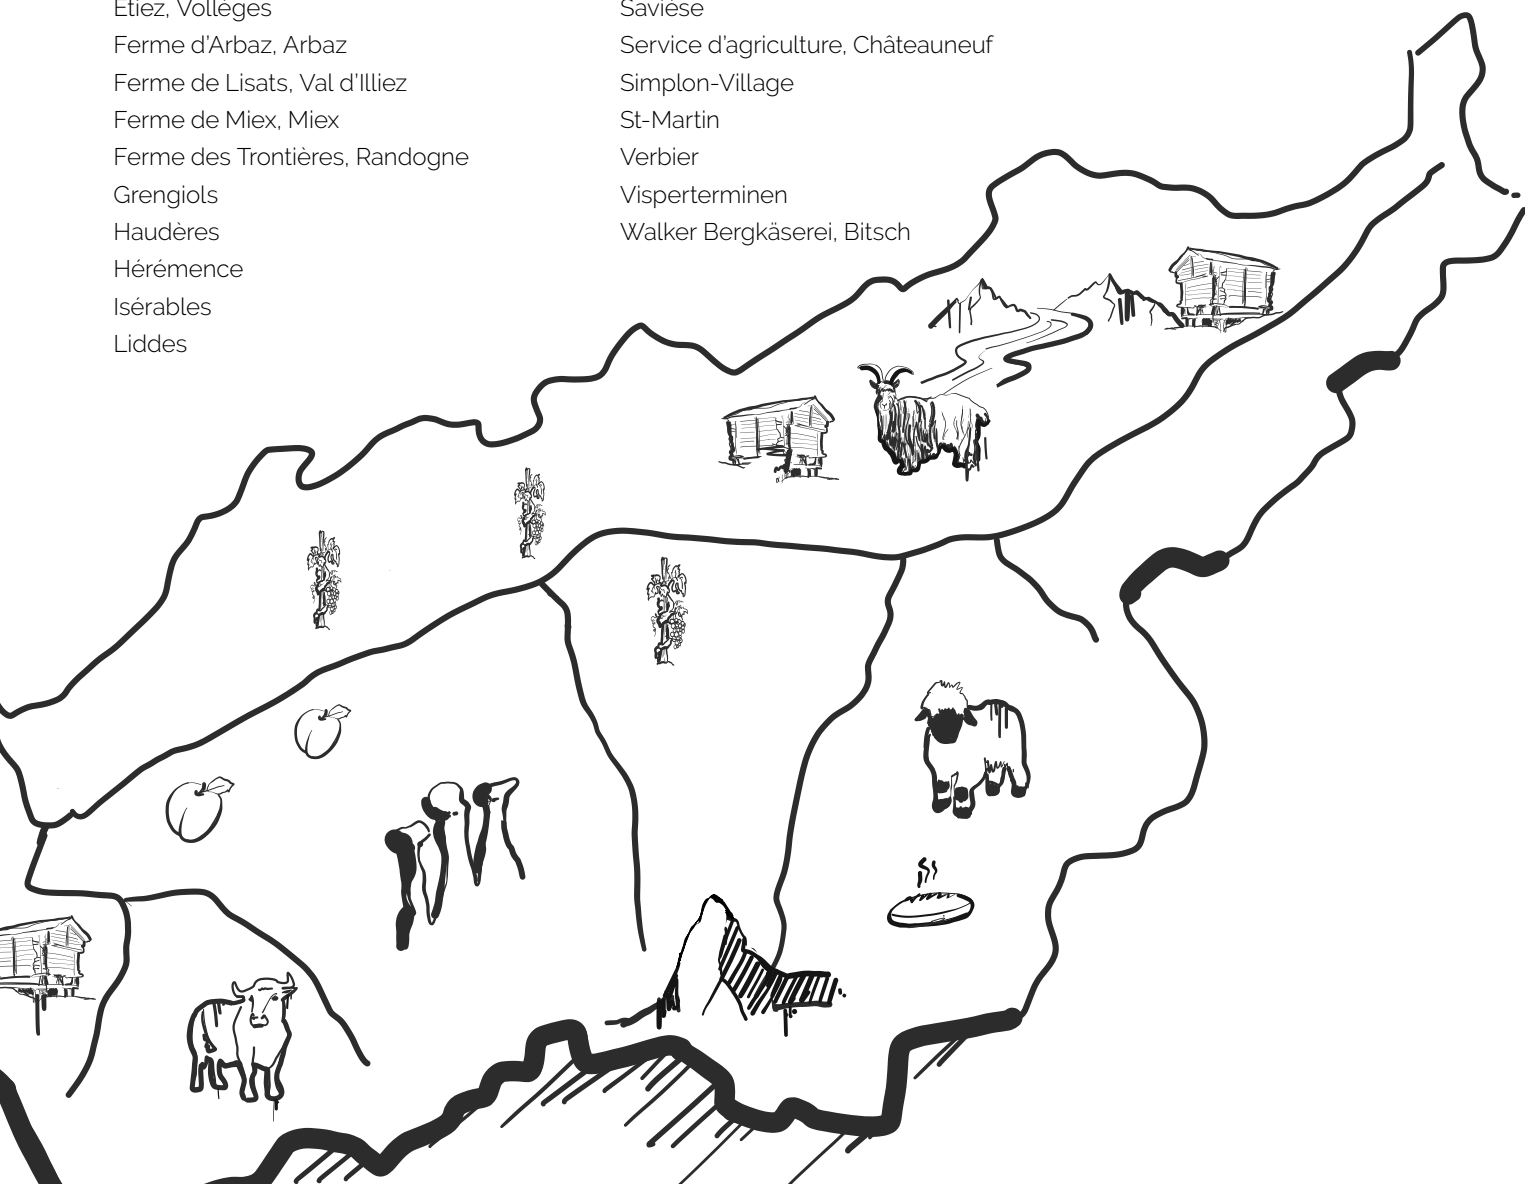 Etiez, Vollèges
Ferme d'Arbaz, Arbaz
Ferme de Lisats, Val d'Illiez
Ferme de Miex, Miex
Ferme des Trontières, Randogne
Grengiols
Haudères
Hérémence
Isérables
Liddes
Savièse
Service d'agriculture, Châteauneuf
Simplon-Village
St-Martin
Verbier
Visperterminen
Walker Bergkäserei, Bitsch